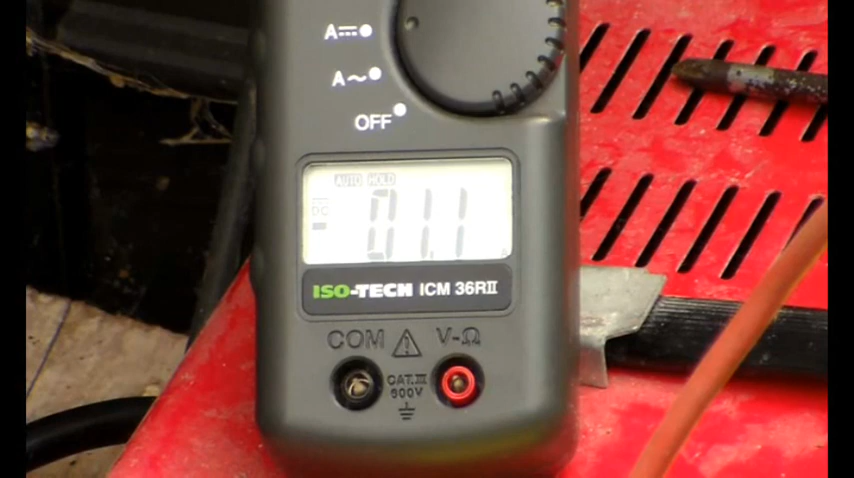 A
A~
OFF
AUTO HOLD
DC
01.1
A
ISO-TECH ICM 36RII
COM V-Ω
CAT.III
600V